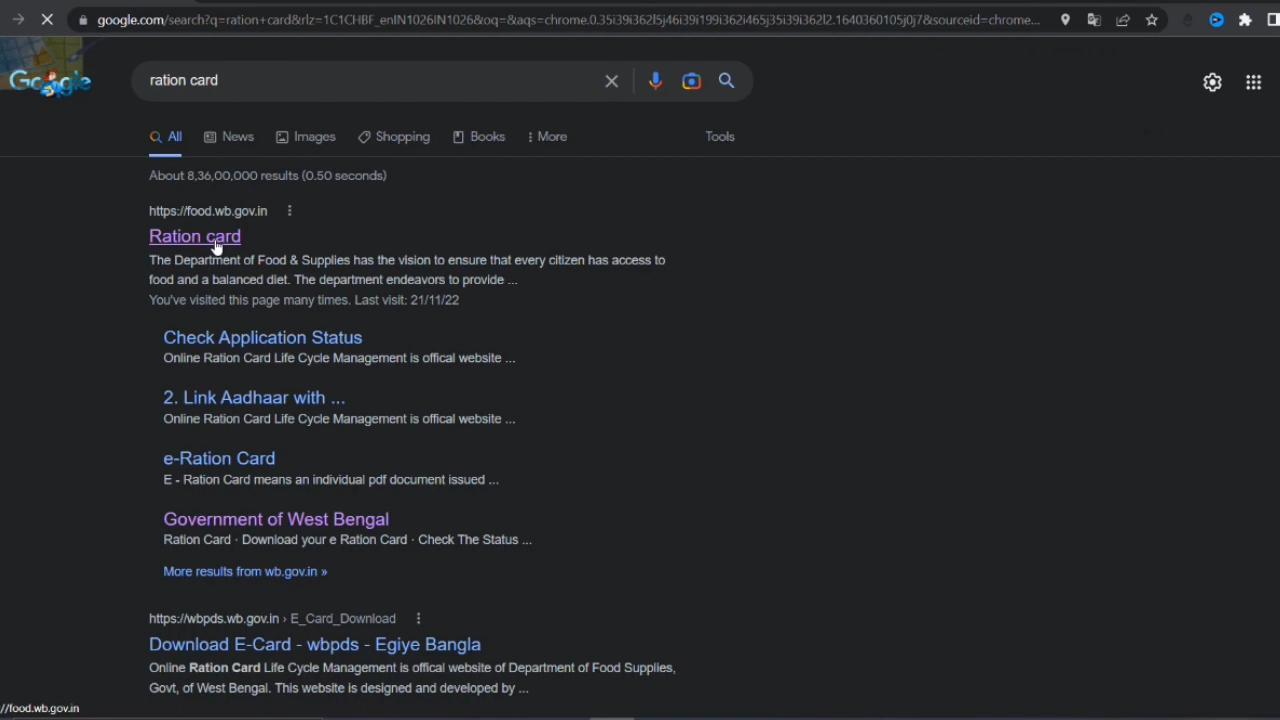 google.com/search?q=ration+card&rlz=1C1CHBF_enIN1026IN1026&oq=&aqs=chrome.0.35i39i362l5j46i39i199i362i465j35i39i362l2.1640360105j0j7&sourceid=chrome...
Google
ration card
All News Images Shopping Books More Tools
About 8,36,00,000 results (0.50 seconds)
https://food.wb.gov.in
Ration card
The Department of Food & Supplies has the vision to ensure that every citizen has access to
food and a balanced diet. The department endeavors to provide ...
You've visited this page many times. Last visit: 21/11/22
Check Application Status
Online Ration Card Life Cycle Management is offical website ...
2. Link Aadhaar with ...
Online Ration Card Life Cycle Management is offical website ...
e-Ration Card
E - Ration Card means an individual pdf document issued ...
Government of West Bengal
Ration Card · Download your e Ration Card · Check The Status ...
More results from wb.gov.in »
https://wbpds.wb.gov.in › E_Card_Download
Download E-Card - wbpds - Egiye Bangla
Online Ration Card Life Cycle Management is offical website of Department of Food Supplies,
Govt, of West Bengal. This website is designed and developed by ...
//food.wb.gov.in